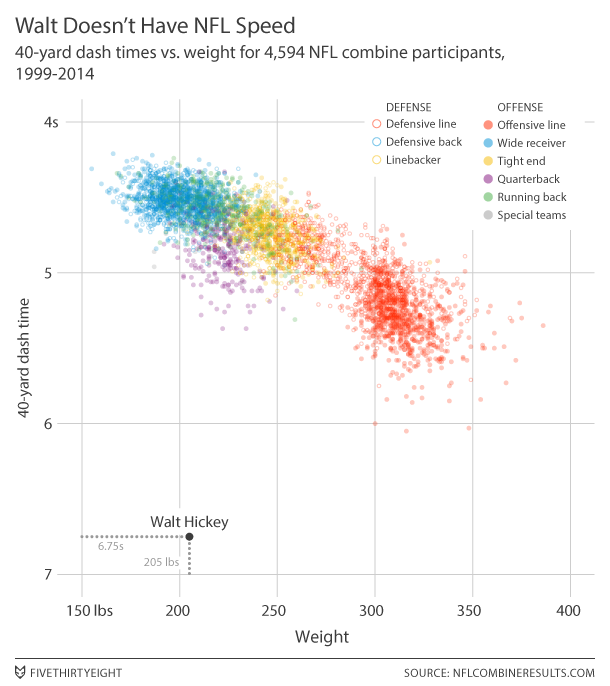 Walt Doesn't Have NFL Speed
40-yard dash times vs. weight for 4,594 NFL combine participants,
1999-2014
DEFENSE
Defensive line
Defensive back
Linebacker
OFFENSE
Offensive line
Wide receiver
Tight end
Quarterback
Running back
Special teams
4s
5
6
7
40-yard dash time
Walt Hickey
6.75s
205 lbs
150 lbs
200
250
300
350
400
Weight
FIVETHIRTYEIGHT
SOURCE: NFLCOMBINERESULTS.COM